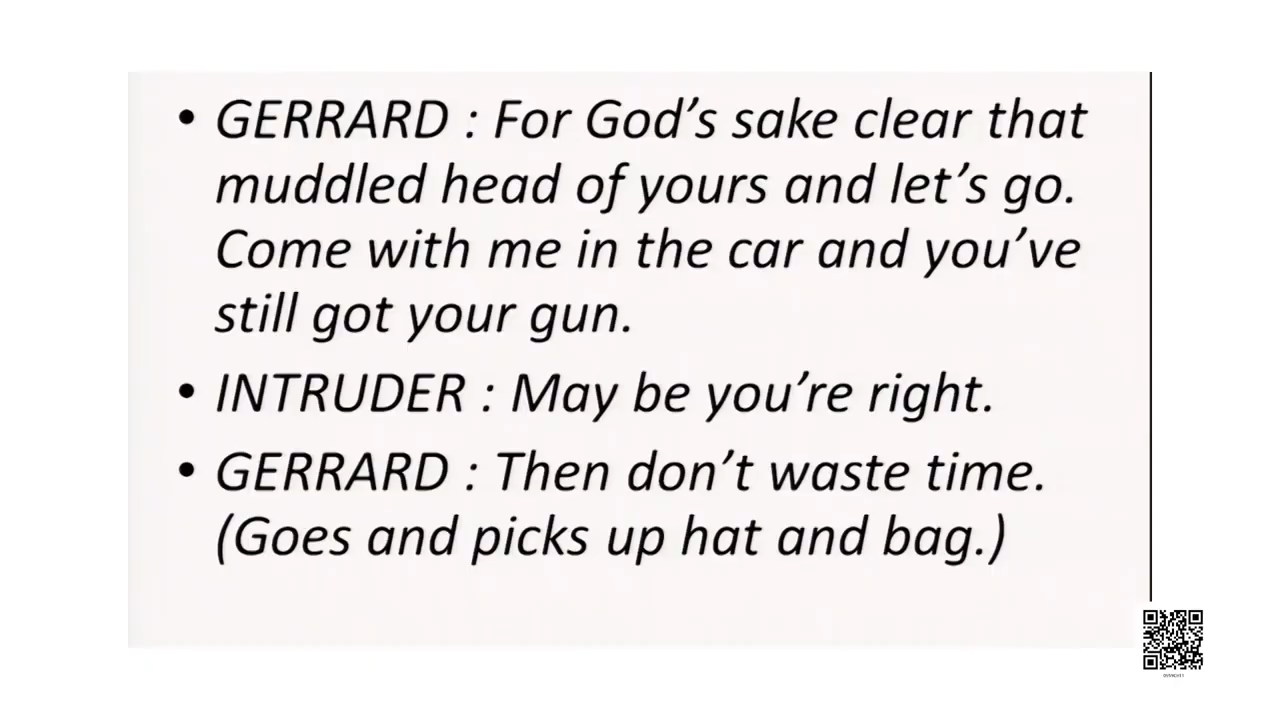 • GERRARD : For God’s sake clear that
muddled head of yours and let’s go.
Come with me in the car and you’ve
still got your gun.
• INTRUDER : May be you’re right.
• GERRARD : Then don’t waste time.
(Goes and picks up hat and bag.)